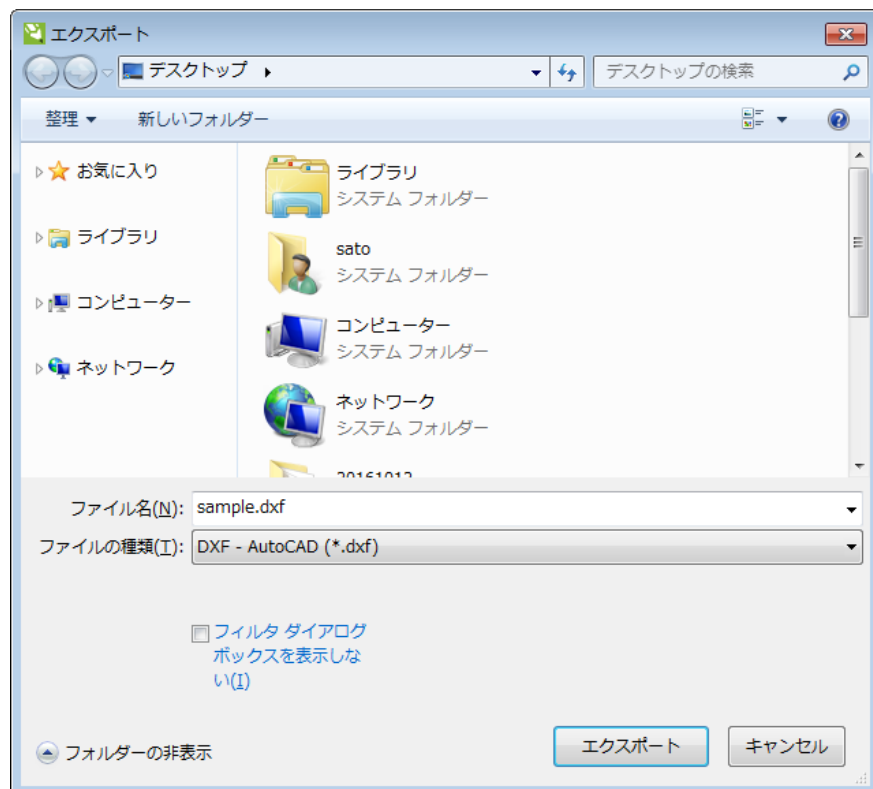 エクスポート
デスクトップ
デスクトップの検索
整理
新しいフォルダー
お気に入り
ライブラリ
コンピューター
ネットワーク
ライブラリ
システム フォルダー
sato
システム フォルダー
コンピューター
システム フォルダー
ネットワーク
システム フォルダー
20161012
ファイル名(N): sample.dxf
ファイルの種類(T): DXF - AutoCAD (*.dxf)
フィルタ ダイアログ
ボックスを表示しな
い(I)
フォルダーの非表示
エクスポート
キャンセル